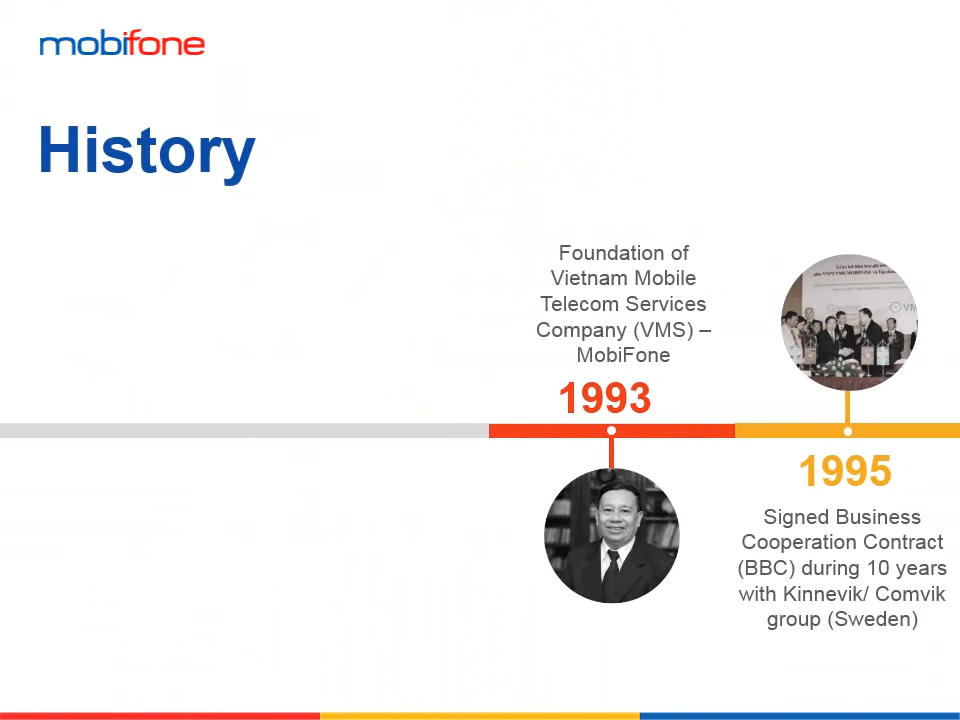 mobifone
History
Foundation of
Vietnam Mobile
Telecom Services
Company (VMS) –
MobiFone
1993
VM
1995
Signed Business
Cooperation Contract
(BBC) during 10 years
with Kinnevik/ Comvik
group (Sweden)